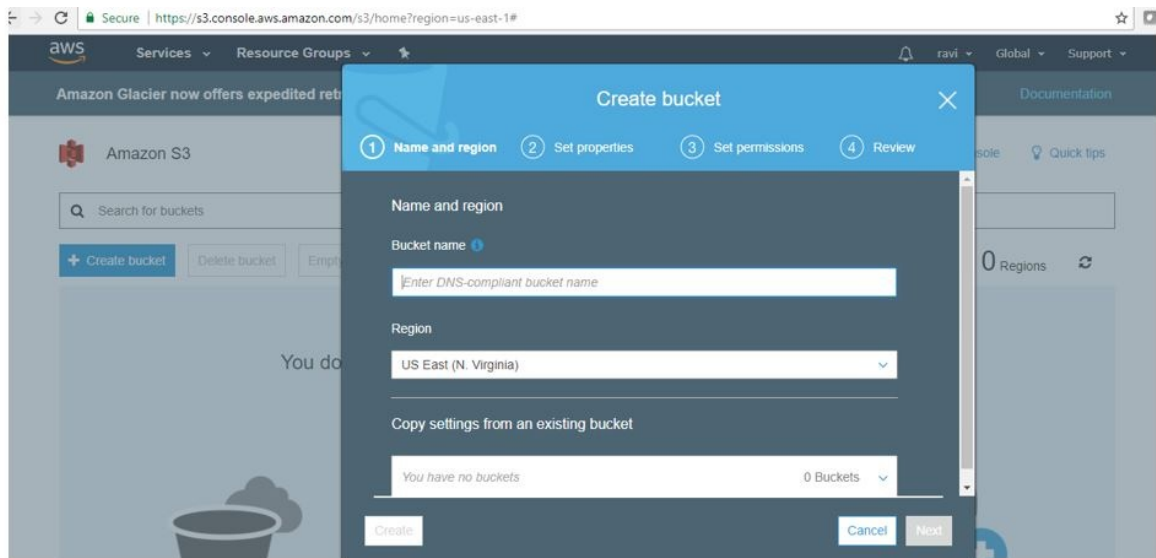 Secure | https://s3.console.aws.amazon.com/s3/home?region=us-east-1#
aws Services Resource Groups ravi Global Support
Amazon Glacier now offers expedited retr Documentation
Create bucket
1 Name and region 2 Set properties 3 Set permissions 4 Review
Amazon S3
sole Quick tips
Search for buckets
Name and region
Bucket name
Create bucket Delete bucket Empty
0 Regions
Enter DNS-compliant bucket name
Region
US East (N. Virginia)
You do
Copy settings from an existing bucket
You have no buckets 0 Buckets
Create Cancel Next